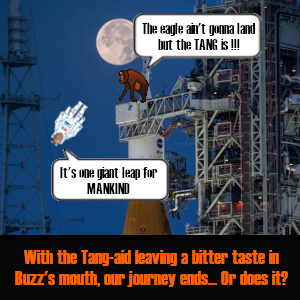 The eagle ain't gonna land
but the TANG is !!!
It's one giant leap for
MANKIND
With the Tang-aid leaving a bitter taste in
Buzz's mouth, our journey ends... Or does it?